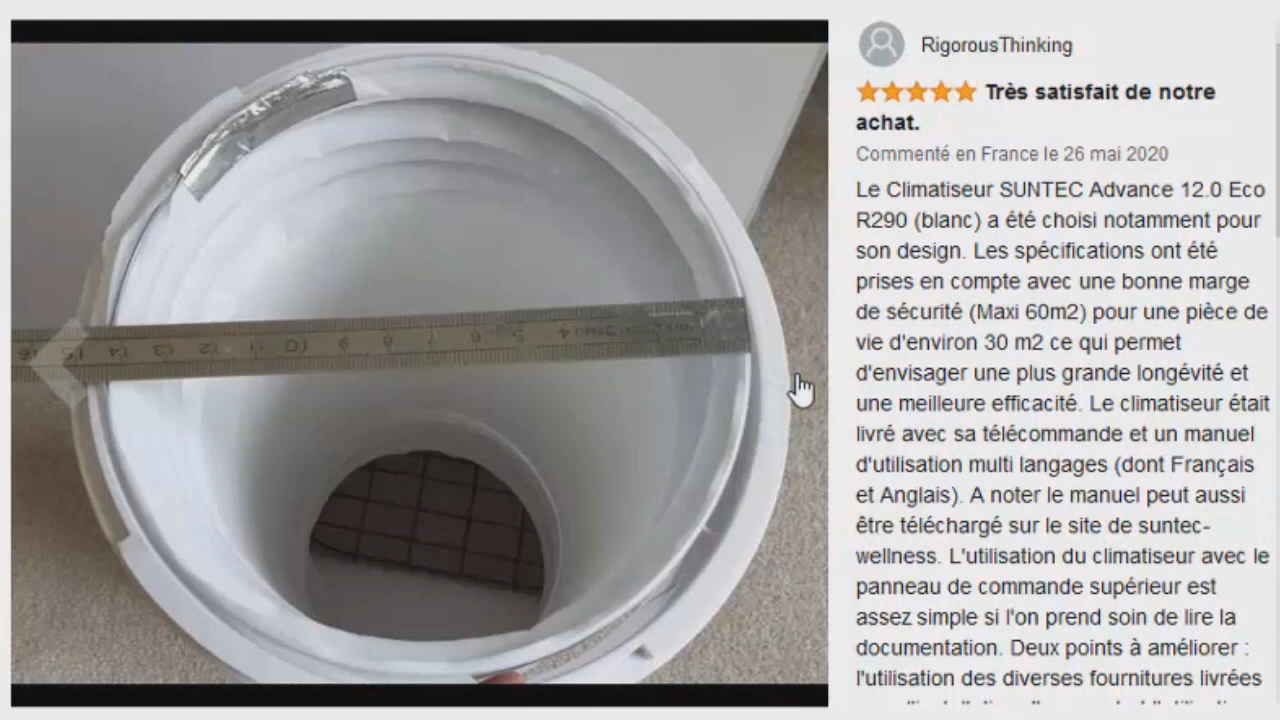 RigorousThinking
Très satisfait de notre
achat.
Commenté en France le 26 mai 2020
Le Climatiseur SUNTEC Advance 12.0 Eco
R290 (blanc) a été choisi notamment pour
son design. Les spécifications ont été
prises en compte avec une bonne marge
de sécurité (Maxi 60m2) pour une pièce de
vie d'environ 30 m2 ce qui permet
d'envisager une plus grande longévité et
une meilleure efficacité. Le climatiseur était
livré avec sa télécommande et un manuel
d'utilisation multi langages (dont Français
et Anglais). A noter le manuel peut aussi
être téléchargé sur le site de suntec-
wellness. L'utilisation du climatiseur avec le
panneau de commande supérieur est
assez simple si l'on prend soin de lire la
documentation. Deux points à améliorer :
l'utilisation des diverses fournitures livrées